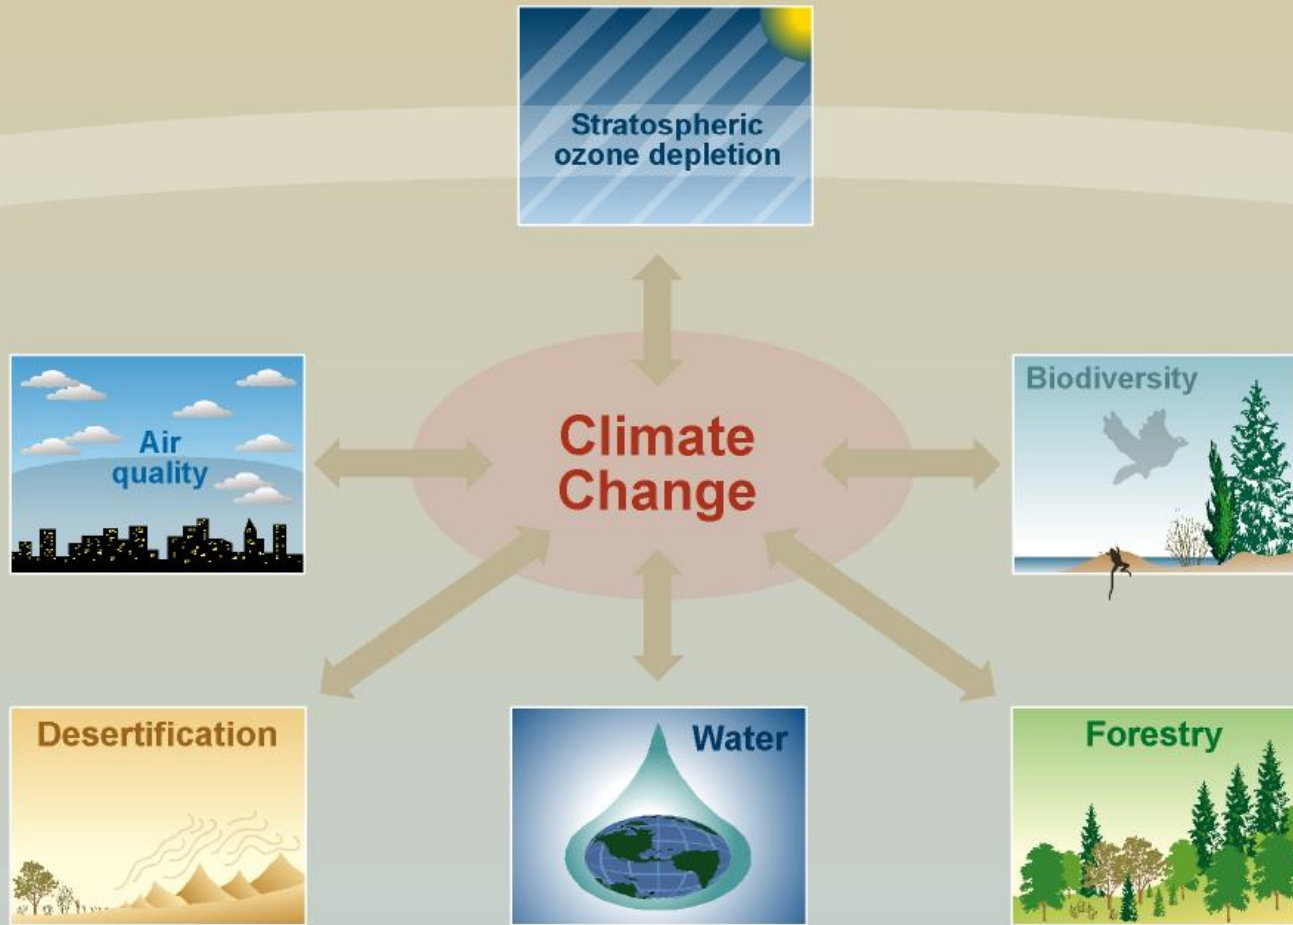 Stratospheric
ozone depletion
Air
quality
Climate
Change
Biodiversity
Desertification
Water
Forestry